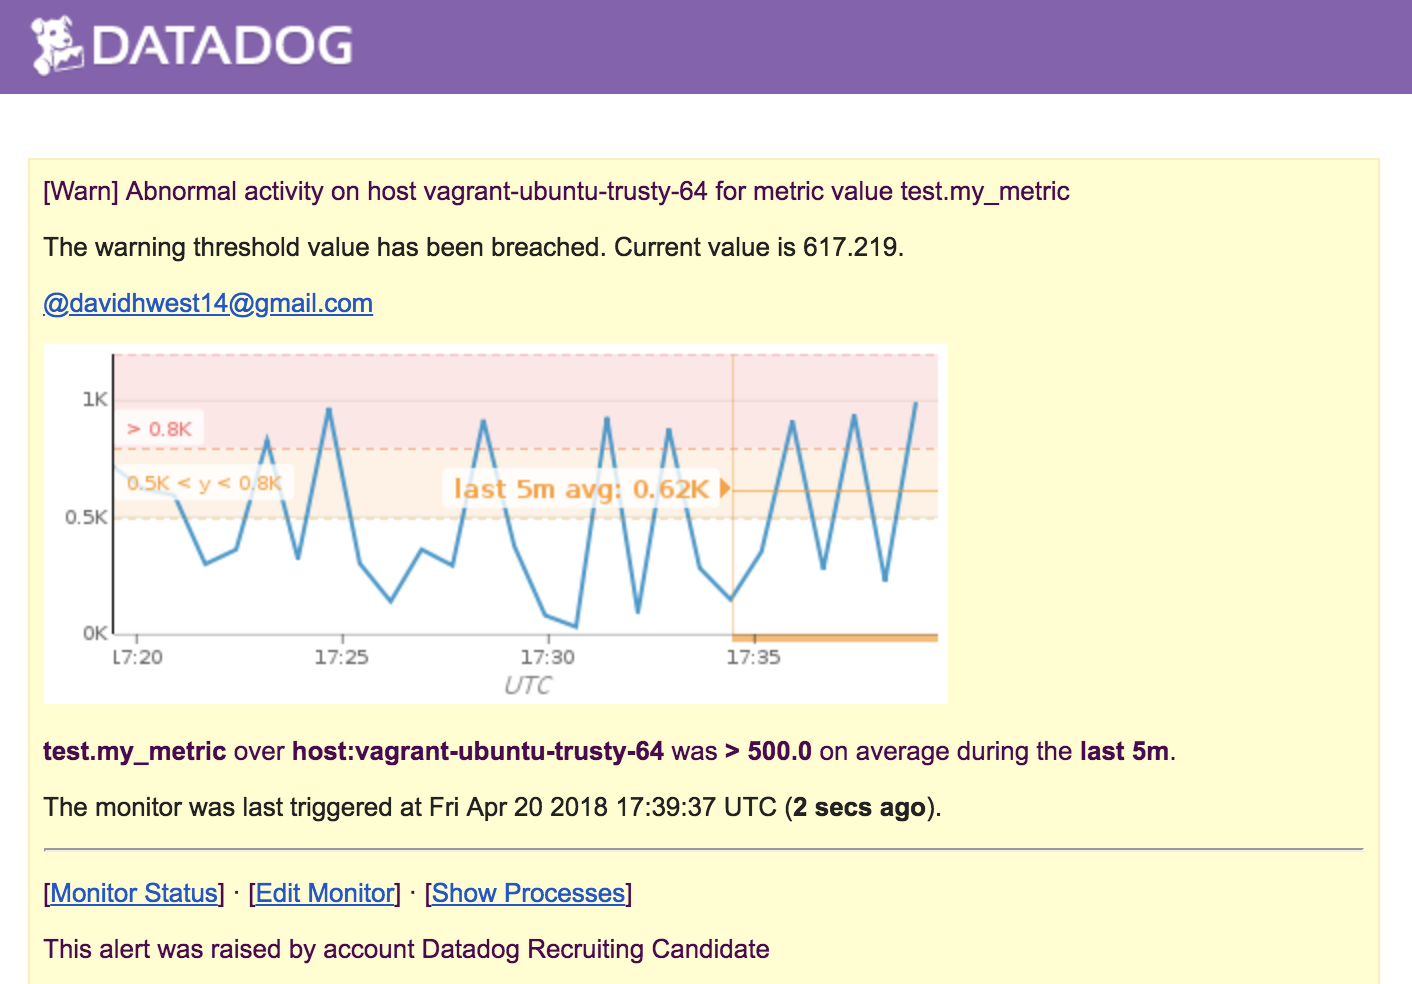 DATADOG
[Warn] Abnormal activity on host vagrant-ubuntu-trusty-64 for metric value test.my_metric
The warning threshold value has been breached. Current value is 617.219.
@davidhwest14@gmail.com
1K
> 0.8K
0.5K < y < 0.8K
last 5m avg: 0.62K
0.5K
0K
17:20 17:25 17:30 17:35
UTC
test.my_metric over host:vagrant-ubuntu-trusty-64 was > 500.0 on average during the last 5m.
The monitor was last triggered at Fri Apr 20 2018 17:39:37 UTC (2 secs ago).
[Monitor Status] · [Edit Monitor] · [Show Processes]
This alert was raised by account Datadog Recruiting Candidate